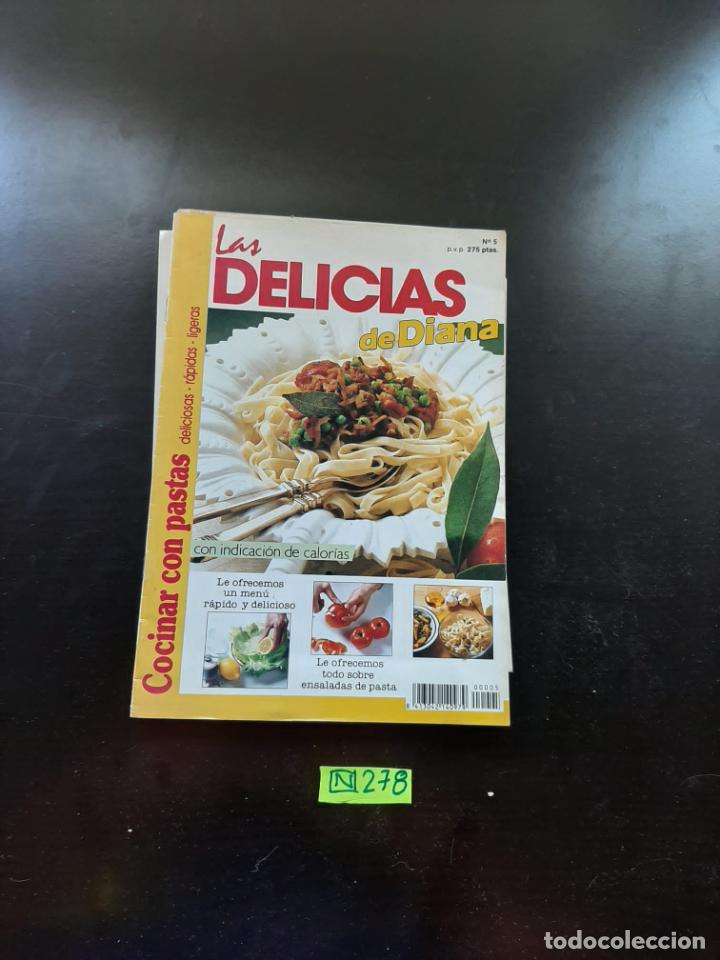 Las
DELICIAS
de Diana
Nº 5
p.v.p. 275 ptas.
Cocinar con pastas deliciosas - rápidas - ligeras
con indicación de calorías
Le ofrecemos
un menú
rápido y delicioso
Le ofrecemos
todo sobre
ensaladas de pasta
00005
N 278
todocoleccion